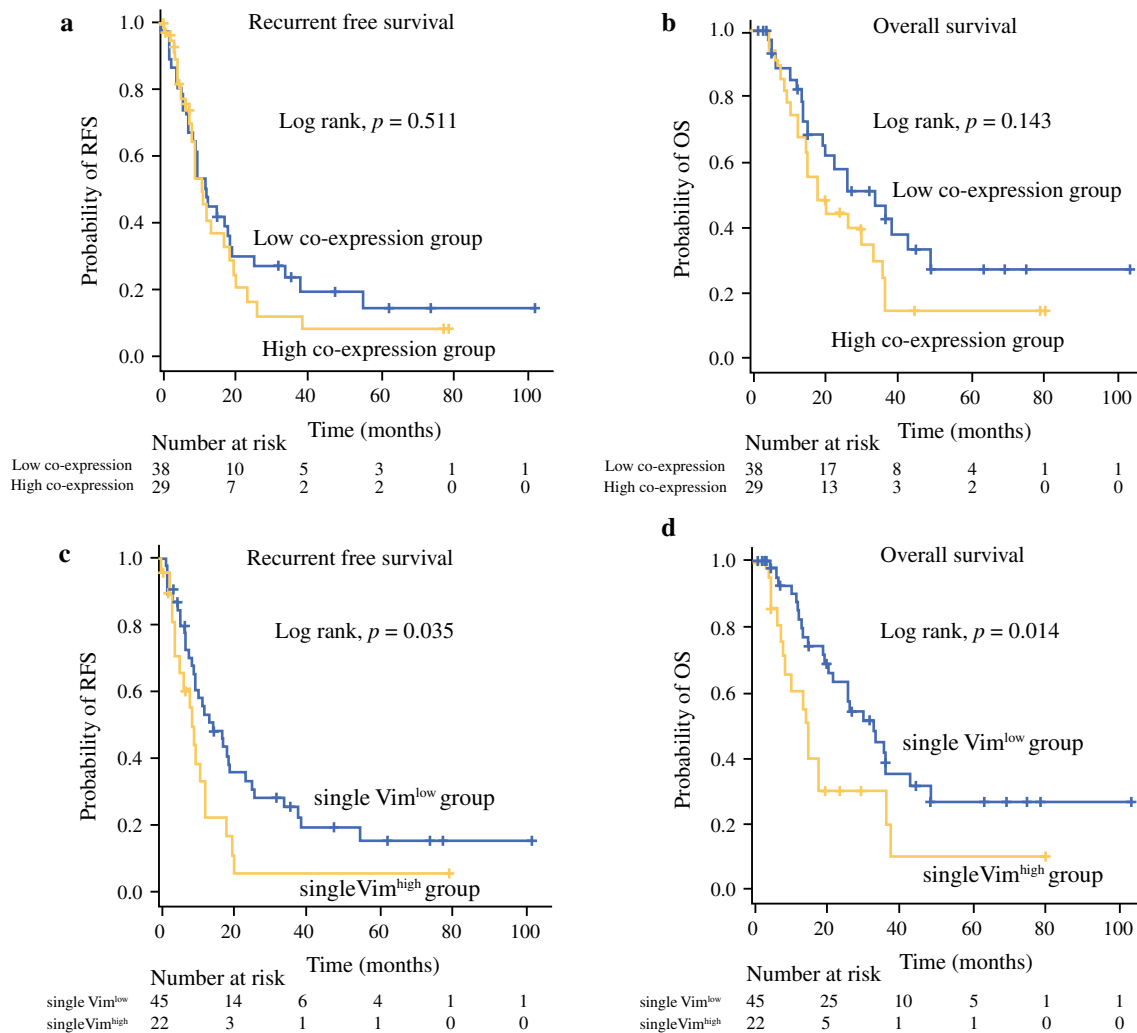 a
Recurrent free survival
1.0
0.8
0.6
0.4
0.2
0.0
Probability of RFS
Log rank, p = 0.511
Low co-expression group
High co-expression group
0 20 40 60 80 100
Time (months)
Number at risk
Low co-expression 38 10 5 3 1 1
High co-expression 29 7 2 2 0 0
b
Overall survival
1.0
0.8
0.6
0.4
0.2
0.0
Probability of OS
Log rank, p = 0.143
Low co-expression group
High co-expression group
0 20 40 60 80 100
Time (months)
Number at risk
Low co-expression 38 17 8 4 1 1
High co-expression 29 13 3 2 0 0
c
Recurrent free survival
1.0
0.8
0.6
0.4
0.2
0.0
Probability of RFS
Log rank, p = 0.035
single Vimlow group
singleVimhigh group
0 20 40 60 80 100
Time (months)
Number at risk
single Vimlow 45 14 6 4 1 1
singleVimhigh 22 3 1 1 0 0
d
Overall survival
1.0
0.8
0.6
0.4
0.2
0.0
Probability of OS
Log rank, p = 0.014
single Vimlow group
singleVimhigh group
0 20 40 60 80 100
Time (months)
Number at risk
single Vimlow 45 25 10 5 1 1
singleVimhigh 22 5 1 1 0 0